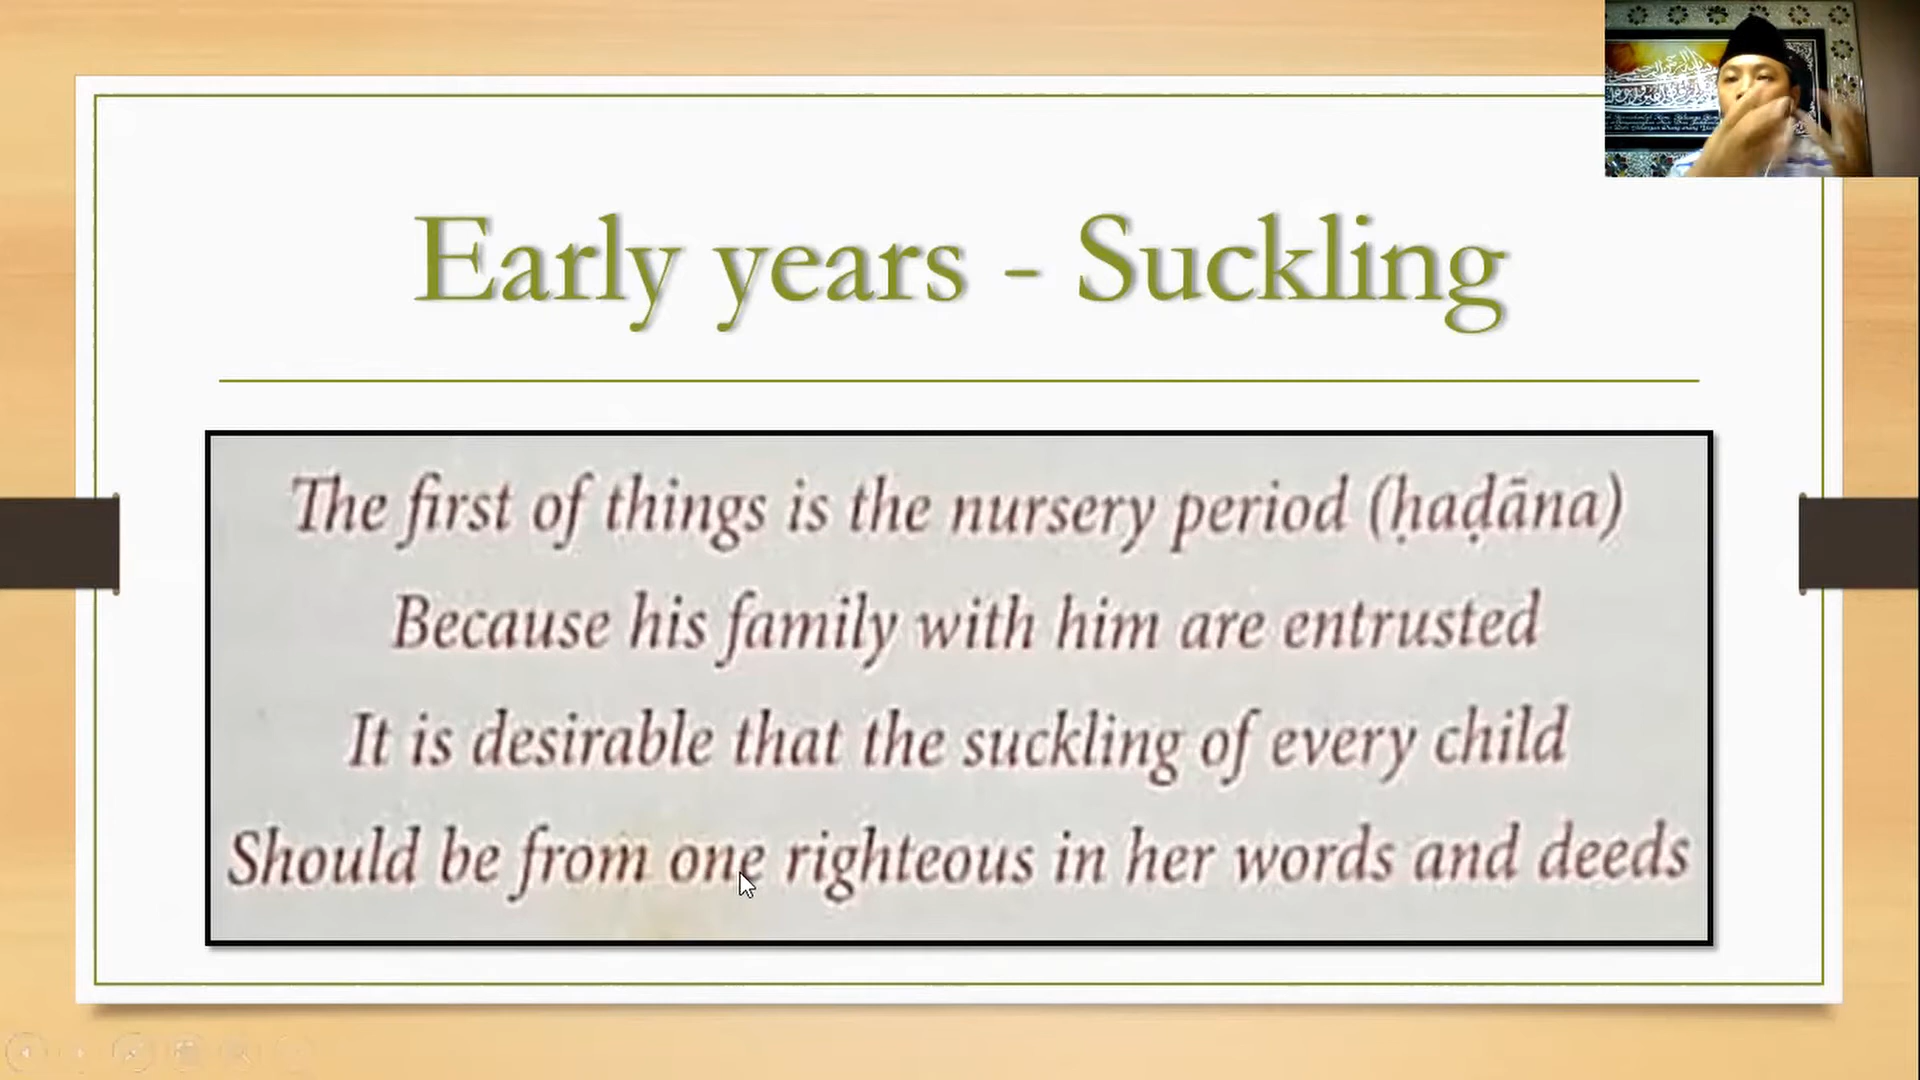 Early years - Suckling
The first of things is the nursery period (ḥaḍāna)
Because his family with him are entrusted
It is desirable that the suckling of every child
Should be from one righteous in her words and deeds